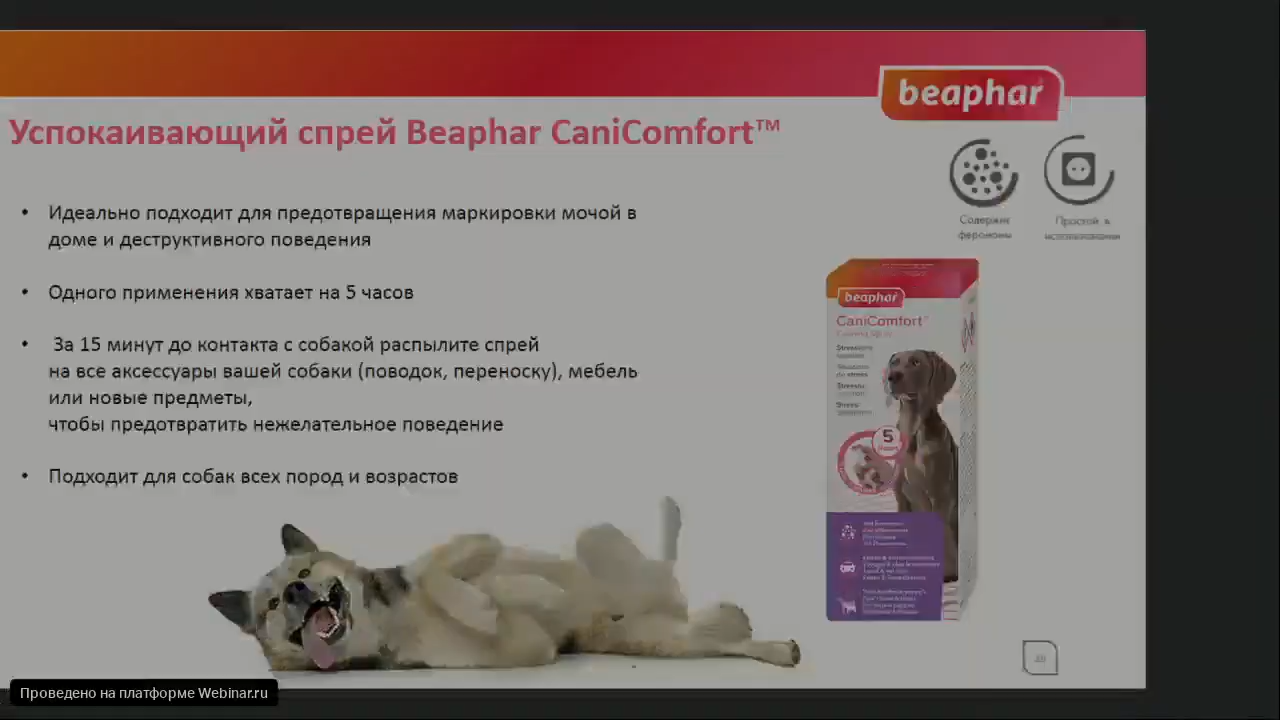 beaphar
Успокаивающий спрей Beaphar CaniComfort™
Содержит
феромоны
Простой в
использовании
• Идеально подходит для предотвращения маркировки мочой в
доме и деструктивного поведения
• Одного применения хватает на 5 часов
• За 15 минут до контакта с собакой распылите спрей
на все аксессуары вашей собаки (поводок, переноску), мебель
или новые предметы,
чтобы предотвратить нежелательное поведение
• Подходит для собак всех пород и возрастов
beaphar
CaniComfort™
5
Проведено на платформе Webinar.ru